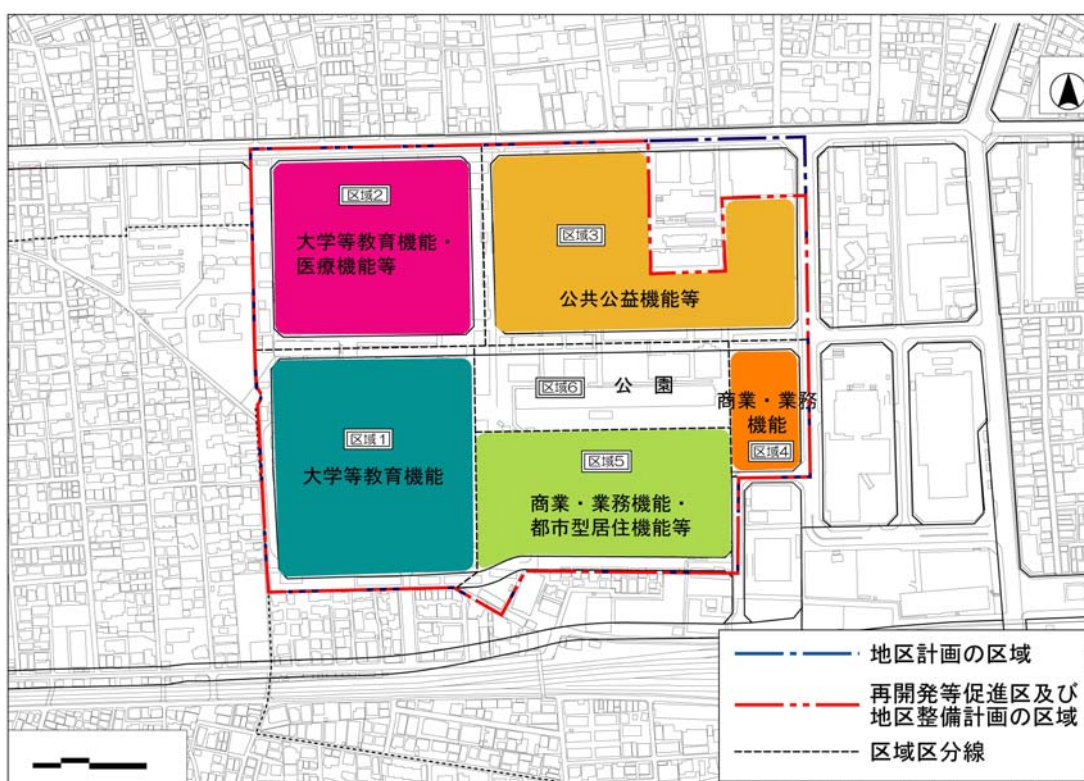 区域2
大学等教育機能・
医療機能等
区域3
公共公益機能等
区域1
大学等教育機能
区域6 公 園
商業・業務
機能
区域4
区域5
商業・業務機能・
都市型居住機能等
地区計画の区域
再開発等促進区及び
地区整備計画の区域
区域区分線